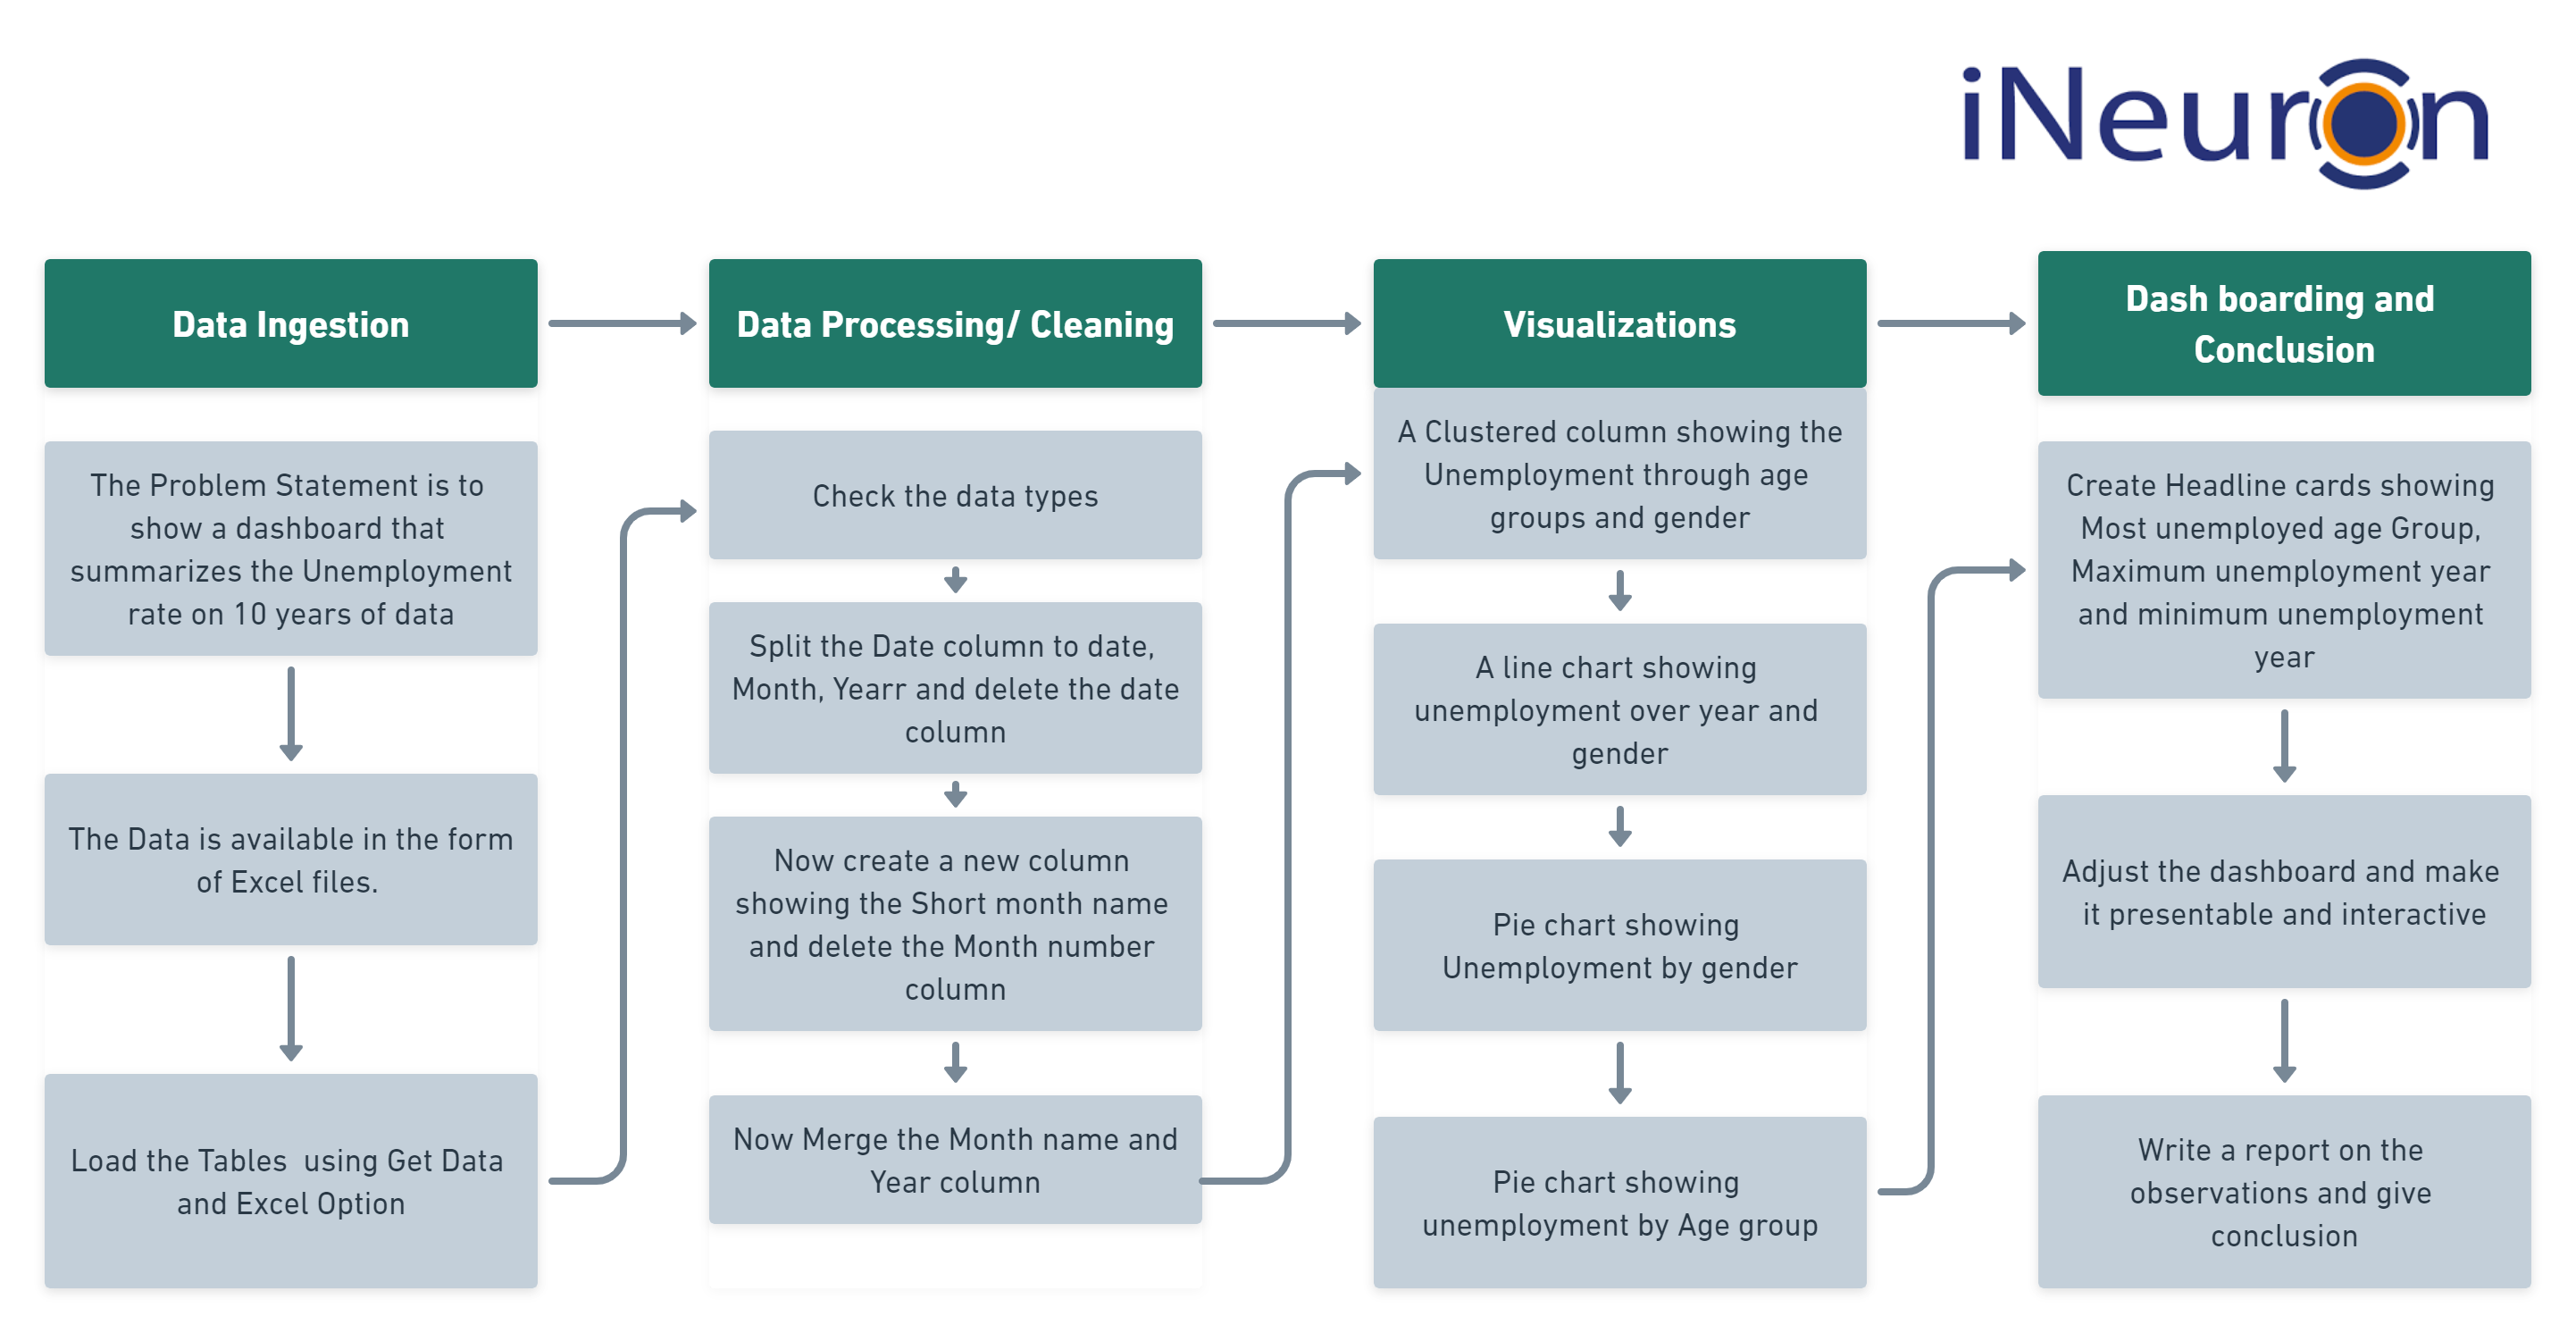 iNeuron
Data Ingestion
The Problem Statement is to
show a dashboard that
summarizes the Unemployment
rate on 10 years of data
The Data is available in the form
of Excel files.
Load the Tables  using Get Data
and Excel Option
Data Processing/ Cleaning
Check the data types
Split the Date column to date,
Month, Yearr and delete the date
column
Now create a new column
showing the Short month name
and delete the Month number
column
Now Merge the Month name and
Year column
Visualizations
A Clustered column showing the
Unemployment through age
groups and gender
A line chart showing
unemployment over year and
gender
Pie chart showing
Unemployment by gender
Pie chart showing
unemployment by Age group
Dash boarding and
Conclusion
Create Headline cards showing
Most unemployed age Group,
Maximum unemployment year
and minimum unemployment
year
Adjust the dashboard and make
it presentable and interactive
Write a report on the
observations and give
conclusion